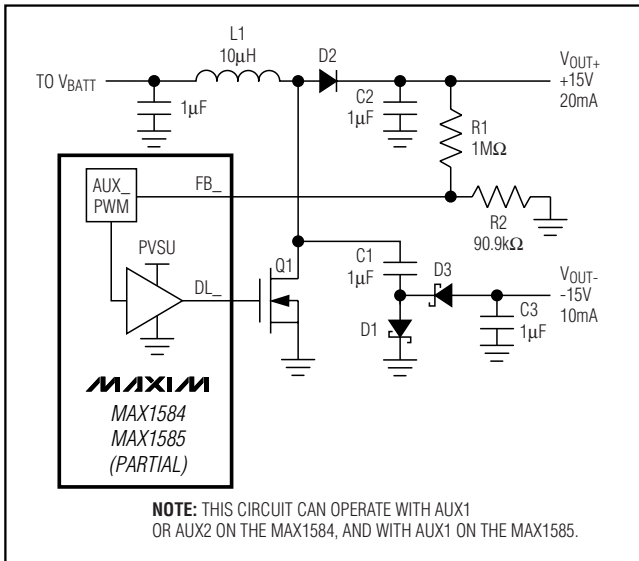 L1
10μH
D2
TO VBATT
1μF
C2
1μF
VOUT+
+15V
20mA
R1
1MΩ
AUX_
PWM
FB_
R2
90.9kΩ
PVSU
DL_
Q1
C1
1μF
D3
VOUT-
-15V
10mA
D1
C3
1μF
MAXIM
MAX1584
MAX1585
(PARTIAL)
NOTE: THIS CIRCUIT CAN OPERATE WITH AUX1
OR AUX2 ON THE MAX1584, AND WITH AUX1 ON THE MAX1585.